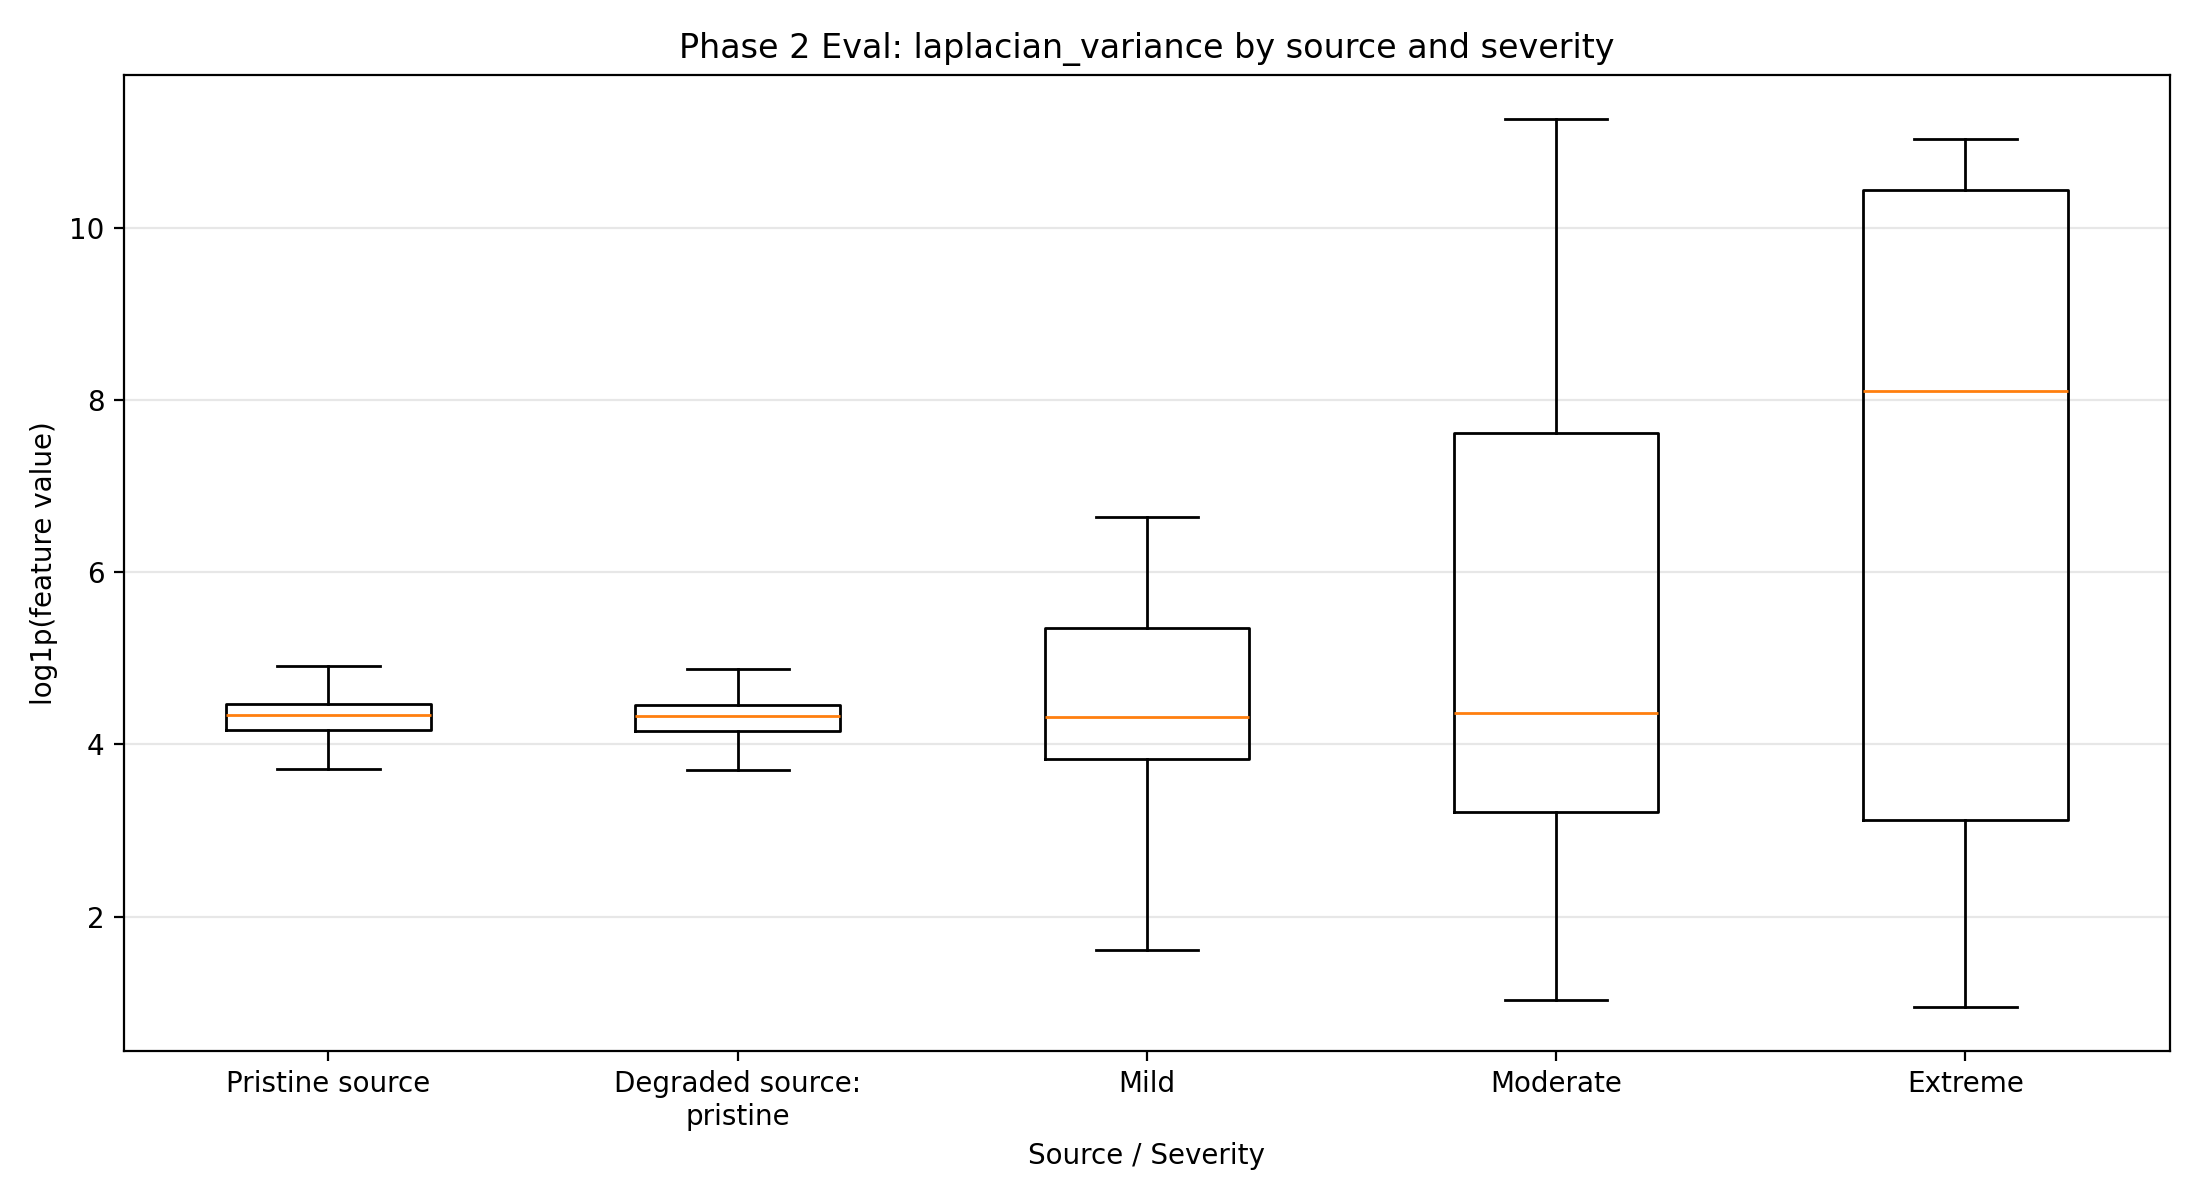 Phase 2 Eval: laplacian_variance by source and severity
log1p(feature value)
10
8
6
4
2
Pristine source
Degraded source:
pristine
Mild
Moderate
Extreme
Source / Severity